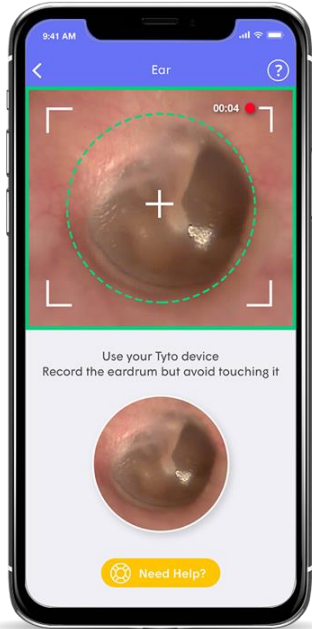 9:41 AM
Ear
?
00:04
Use your Tyto device
Record the eardrum but avoid touching it
Need Help?